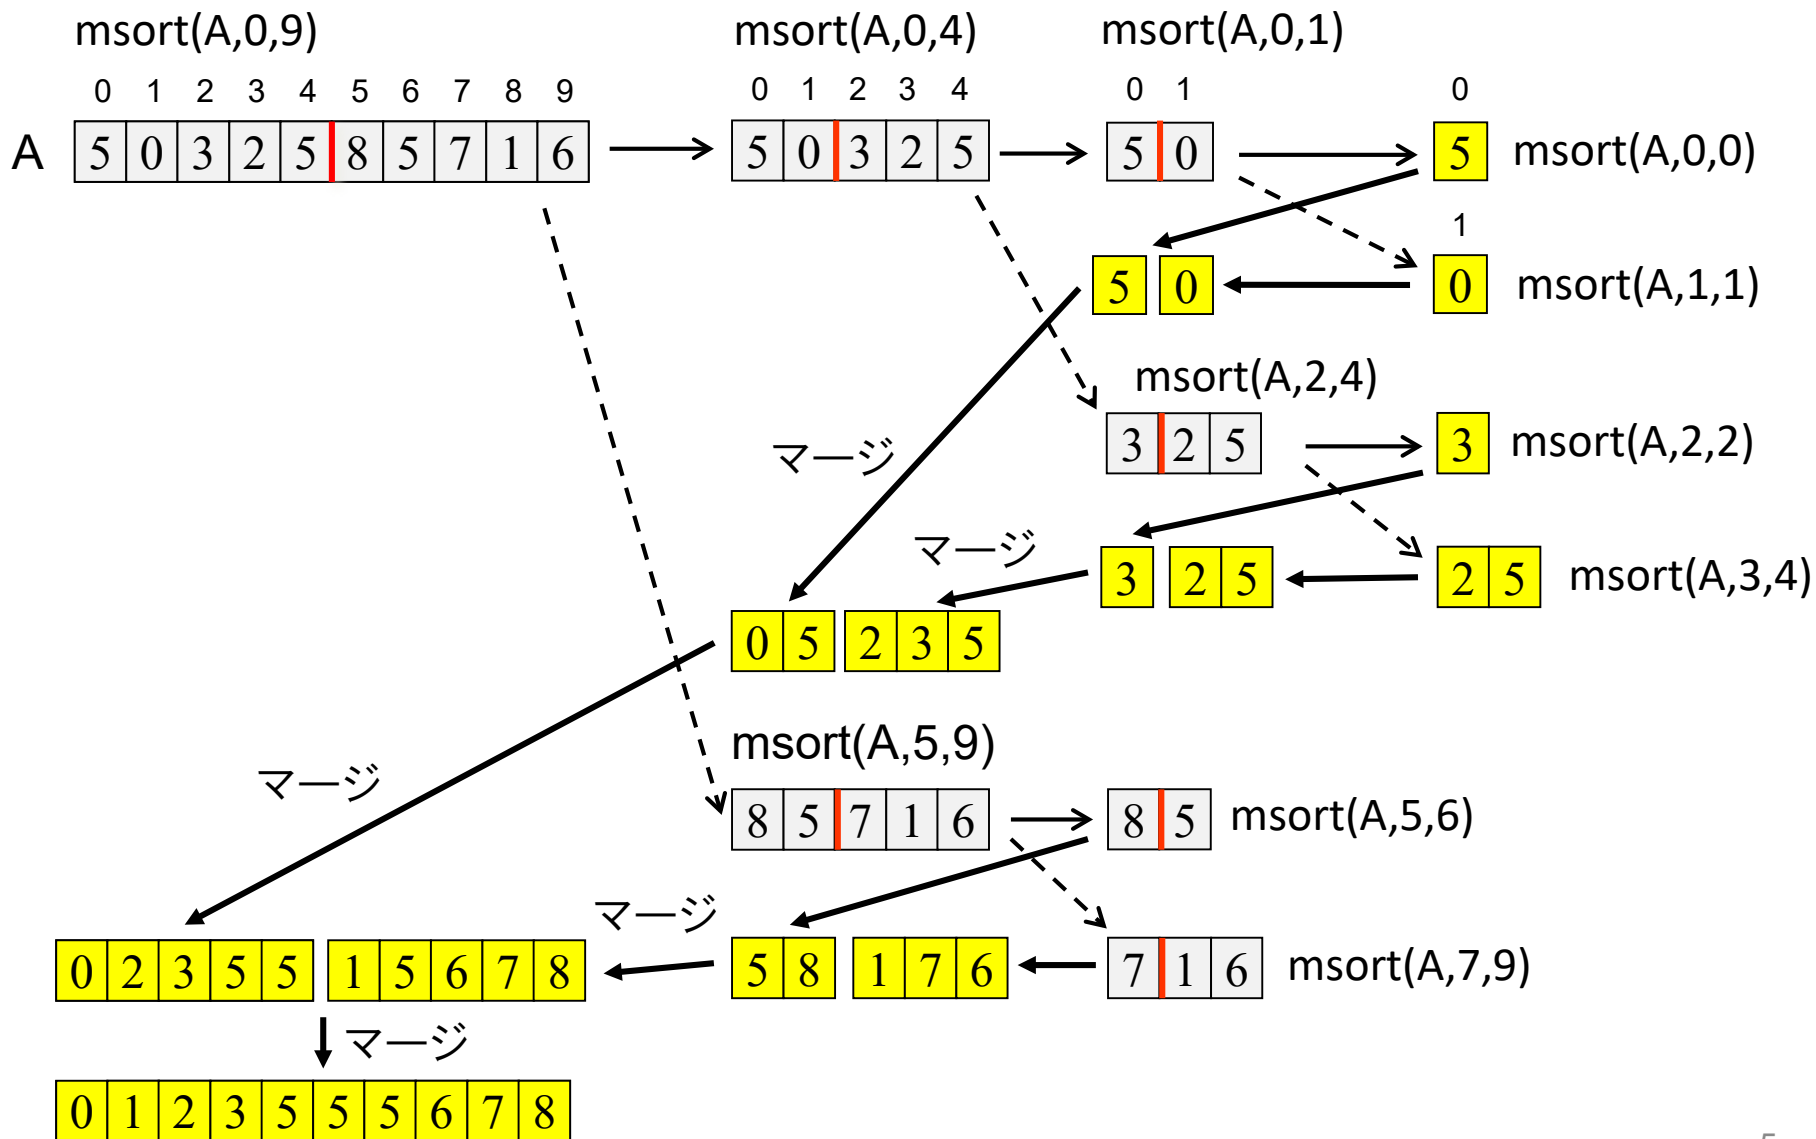 msort(A,0,9) msort(A,0,4) msort(A,0,1)
0 1 2 3 4 5 6 7 8 9 0 1 2 3 4 0 1 0
A 5 0 3 2 5 8 5 7 1 6 5 0 3 2 5 5 0 5 msort(A,0,0)
1
5 0 0 msort(A,1,1)
msort(A,2,4)
マージ 3 2 5 3 msort(A,2,2)
マージ
3 2 5 2 5 msort(A,3,4)
0 5 2 3 5
msort(A,5,9)
マージ
8 5 7 1 6 8 5 msort(A,5,6)
マージ
0 2 3 5 5 1 5 6 7 8 5 8 1 7 6 7 1 6 msort(A,7,9)
マージ
0 1 2 3 5 5 5 6 7 8
5